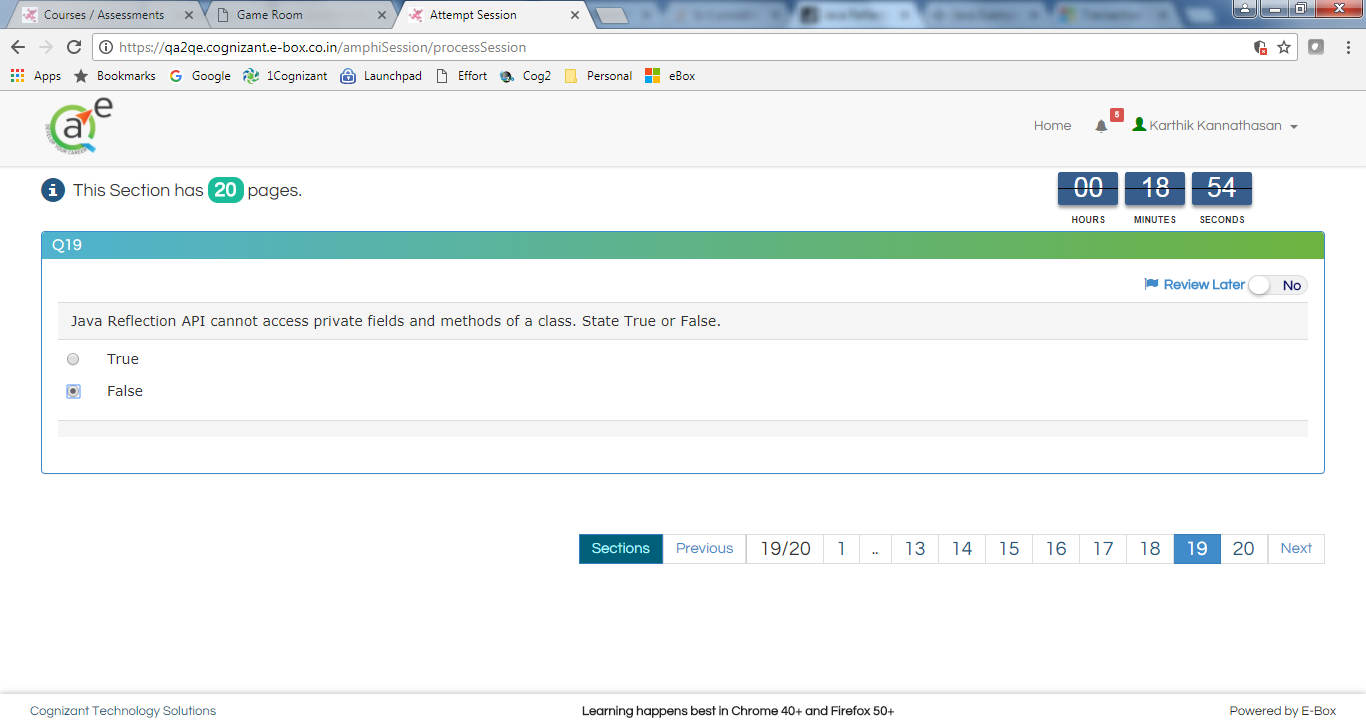 Courses / Assessments
Game Room
Attempt Session
https://qa2qe.cognizant.e-box.co.in/amphiSession/processSession
Apps Bookmarks Google 1Cognizant Launchpad Effort Cog2 Personal eBox
a e
Home 5 Karthik Kannathasan
This Section has 20 pages.
00 18 54
HOURS MINUTES SECONDS
Q19
Review Later No
Java Reflection API cannot access private fields and methods of a class. State True or False.
True
False
Sections Previous 19/20 1 .. 13 14 15 16 17 18 19 20 Next
Cognizant Technology Solutions Learning happens best in Chrome 40+ and Firefox 50+ Powered by E-Box